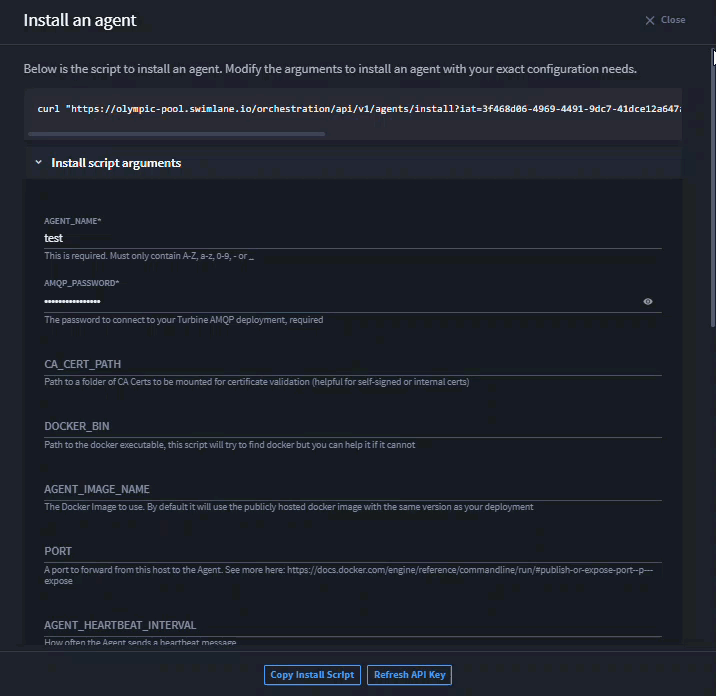 Install an agent
Close
Below is the script to install an agent. Modify the arguments to install an agent with your exact configuration needs.
curl "https://olympic-pool.swimlane.io/orchestration/api/v1/agents/install?iat=3f468d06-4969-4491-9dc7-41dce12a647
Install script arguments
AGENT_NAME*
test
This is required. Must only contain A-Z, a-z, 0-9, - or _
AMQP_PASSWORD*
•••••••••••••••
The password to connect to your Turbine AMQP deployment, required
CA_CERT_PATH
Path to a folder of CA Certs to be mounted for certificate validation (helpful for self-signed or internal certs)
DOCKER_BIN
Path to the docker executable, this script will try to find docker but you can help it if it cannot
AGENT_IMAGE_NAME
The Docker Image to use. By default it will use the publicly hosted docker image with the same version as your deployment
PORT
A port to forward from this host to the Agent. See more here: https://docs.docker.com/engine/reference/commandline/run/#publish-or-expose-port--p---
expose
AGENT_HEARTBEAT_INTERVAL
How often the Agent sends a heartbeat message
Copy Install Script
Refresh API Key